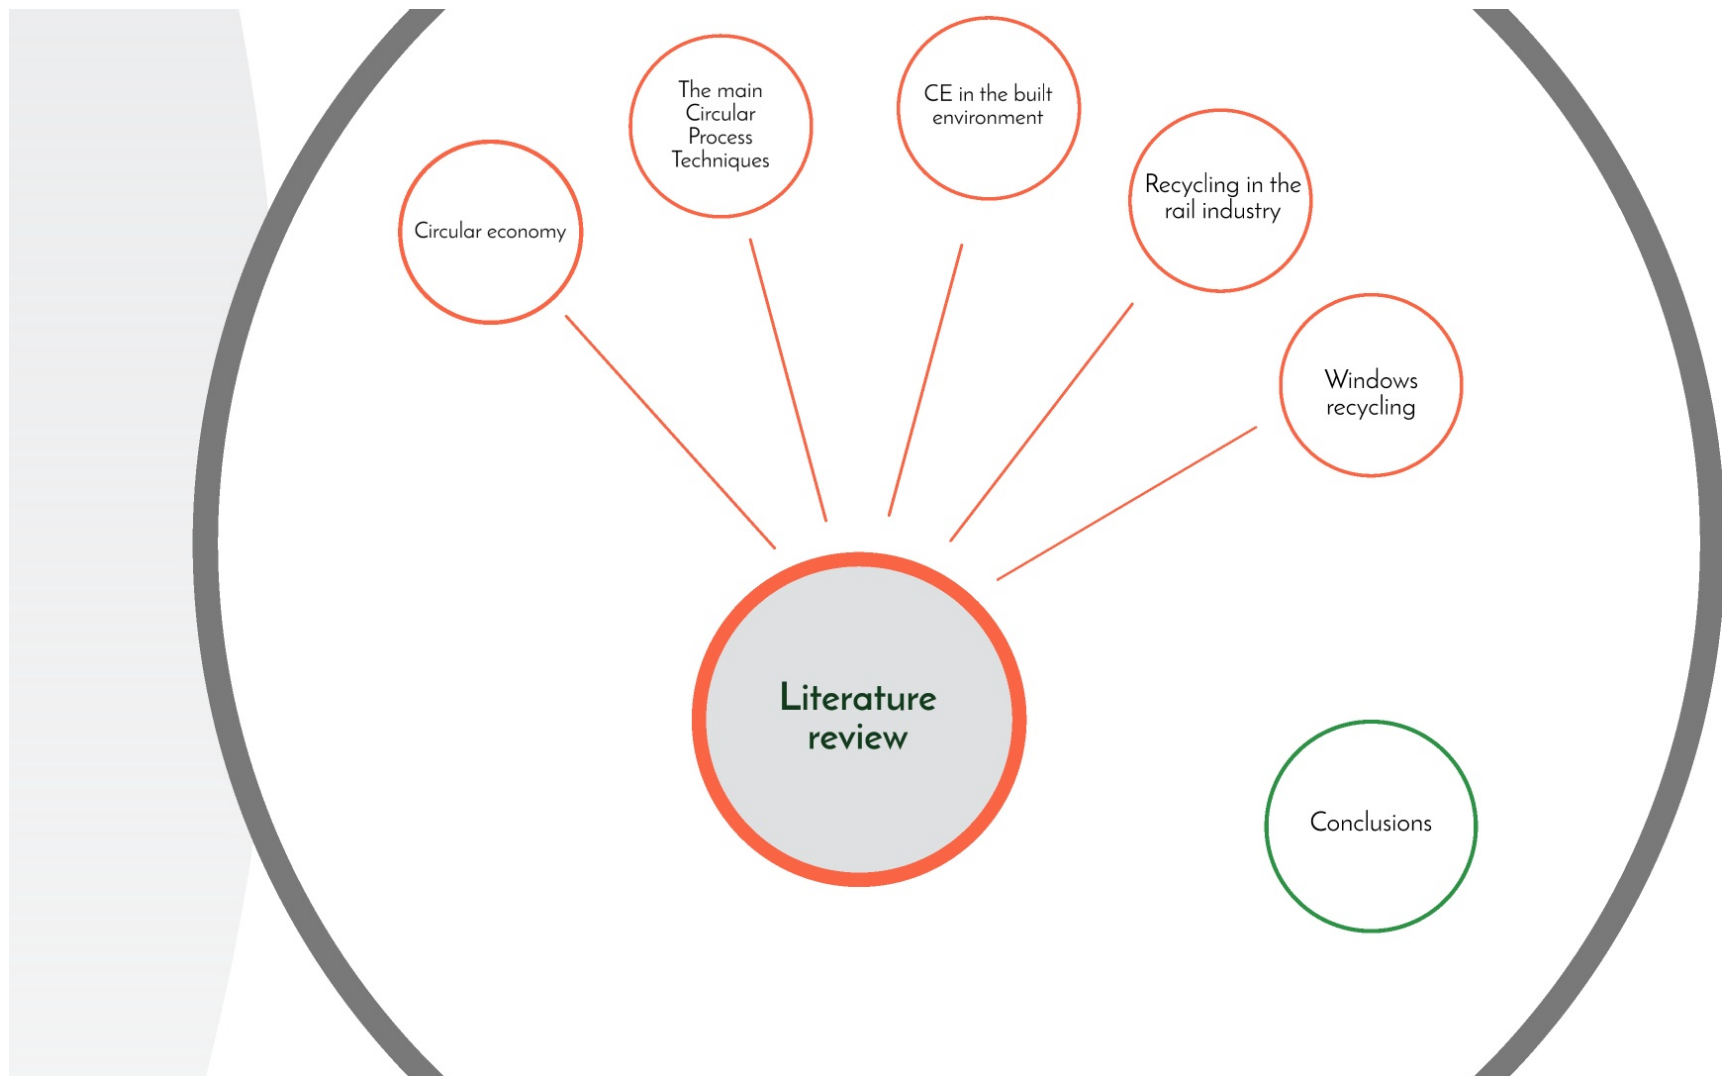 Circular economy
The main
Circular
Process
Techniques
CE in the built
environment
Recycling in the
rail industry
Windows
recycling
Literature
review
Conclusions